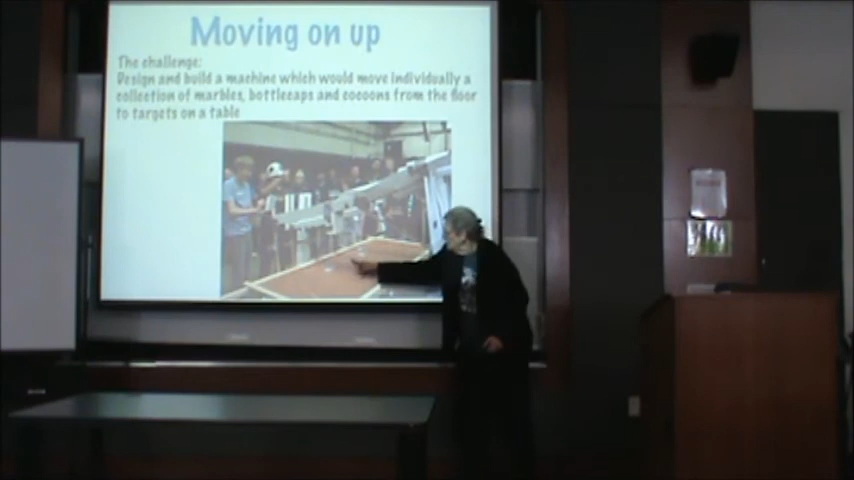 Moving on up
The challenge:
Design and build a machine which would move individually a
collection of marbles, bottlecaps and cocoons from the floor
to targets on a table